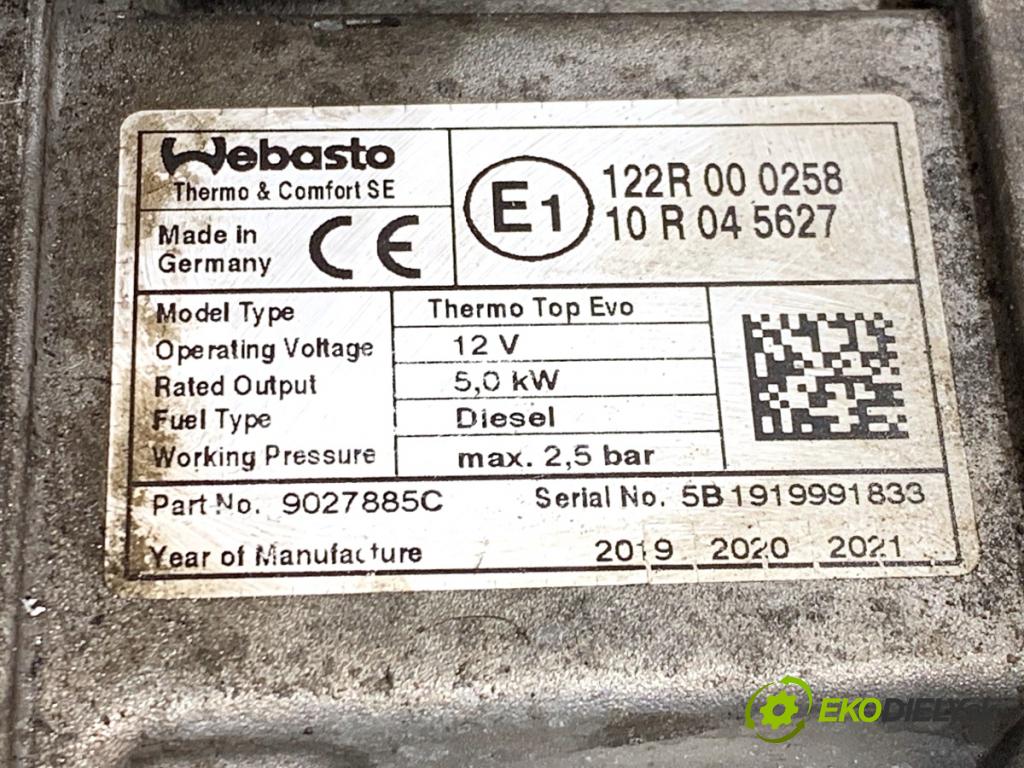 Webasto
Thermo & Comfort SE
Made in
Germany
CE
E1
122R 00 0258
10 R 04 5627
Model Type Thermo Top Evo
Operating Voltage 12 V
Rated Output 5,0 kW
Fuel Type Diesel
Working Pressure max. 2,5 bar
Part No. 9027885C Serial No. 5B1919991833
Year of Manufacture 2019 2020 2021